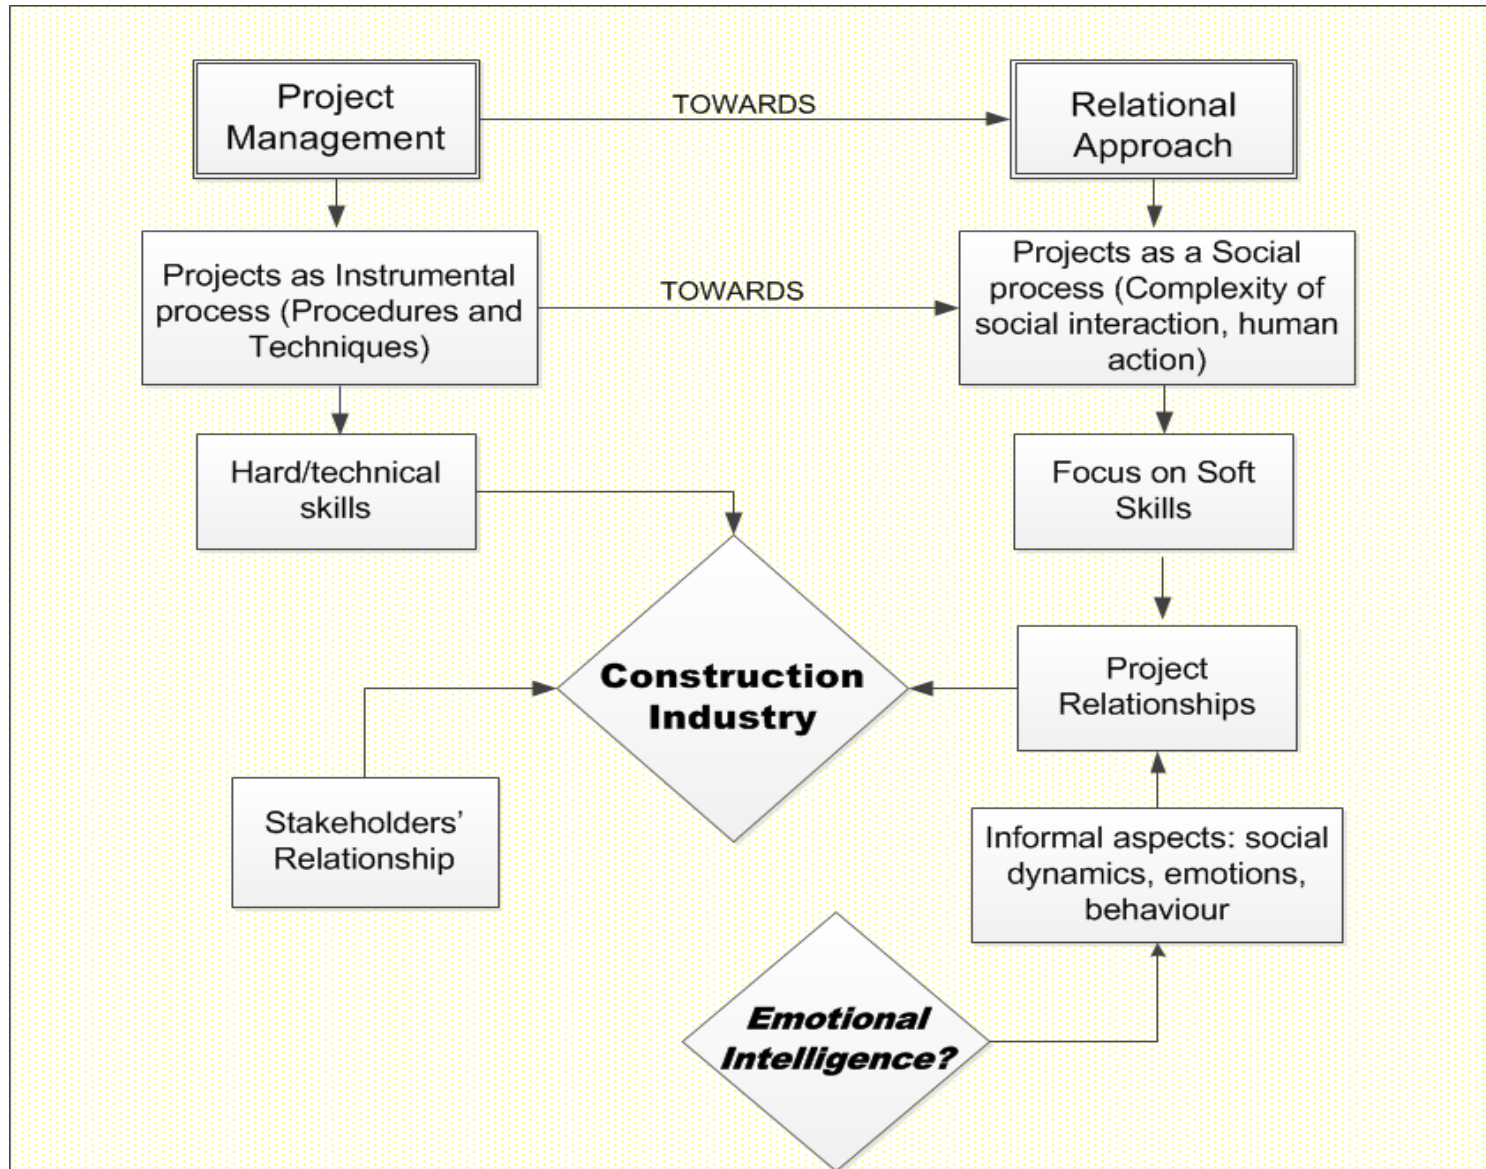 Project
Management
TOWARDS
Relational
Approach
Projects as Instrumental
process (Procedures and
Techniques)
TOWARDS
Projects as a Social
process (Complexity of
social interaction, human
action)
Hard/technical
skills
Focus on Soft
Skills
Construction
Industry
Project
Relationships
Stakeholders’
Relationship
Informal aspects: social
dynamics, emotions,
behaviour
Emotional
Intelligence?